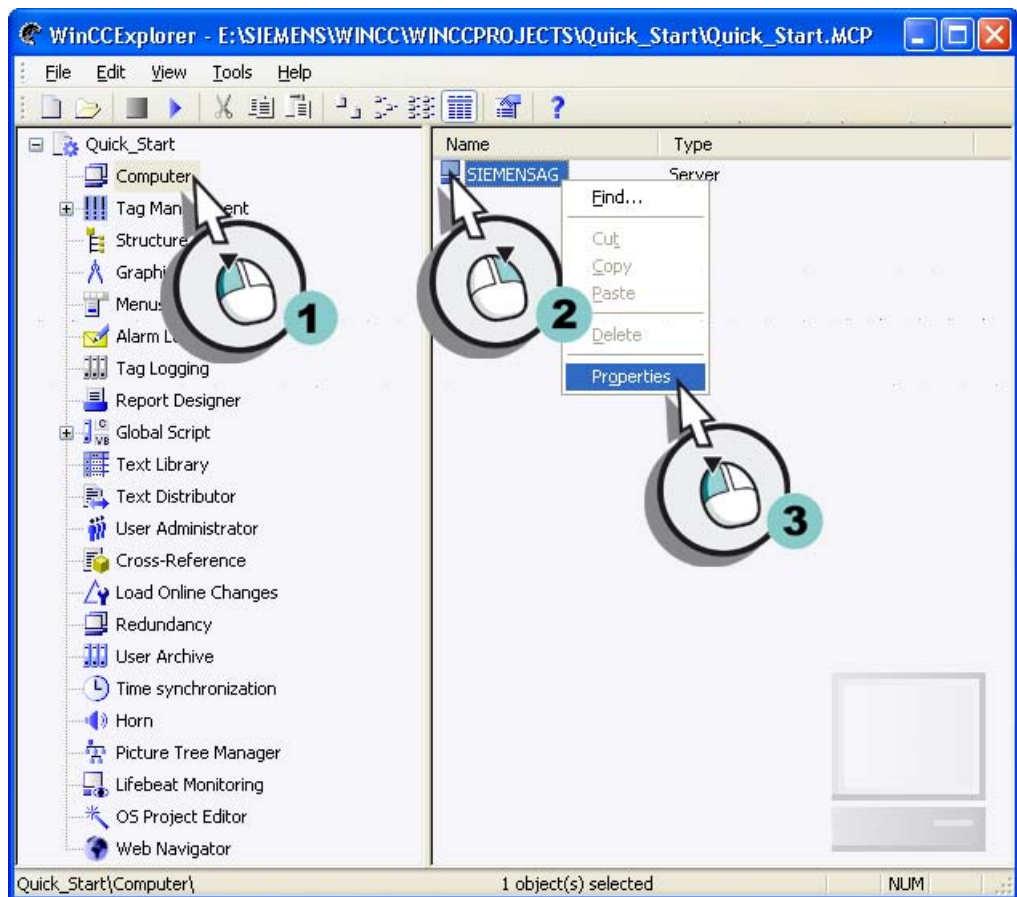 WinCCExplorer - E:\SIEMENS\WINCC\WINCCPROJECTS\Quick_Start\Quick_Start.MCP
File Edit View Tools Help
Quick_Start
Computer
Tag Man ent
Structure
Graphi
Menus
Alarm L
Tag Logging
Report Designer
Global Script
Text Library
Text Distributor
User Administrator
Cross-Reference
Load Online Changes
Redundancy
User Archive
Time synchronization
Horn
Picture Tree Manager
Lifebeat Monitoring
OS Project Editor
Web Navigator
Name Type
SIEMENSAG Server
Find...
Cut
Copy
Paste
Delete
Properties
1
2
3
Quick_Start\Computer\ 1 object(s) selected NUM